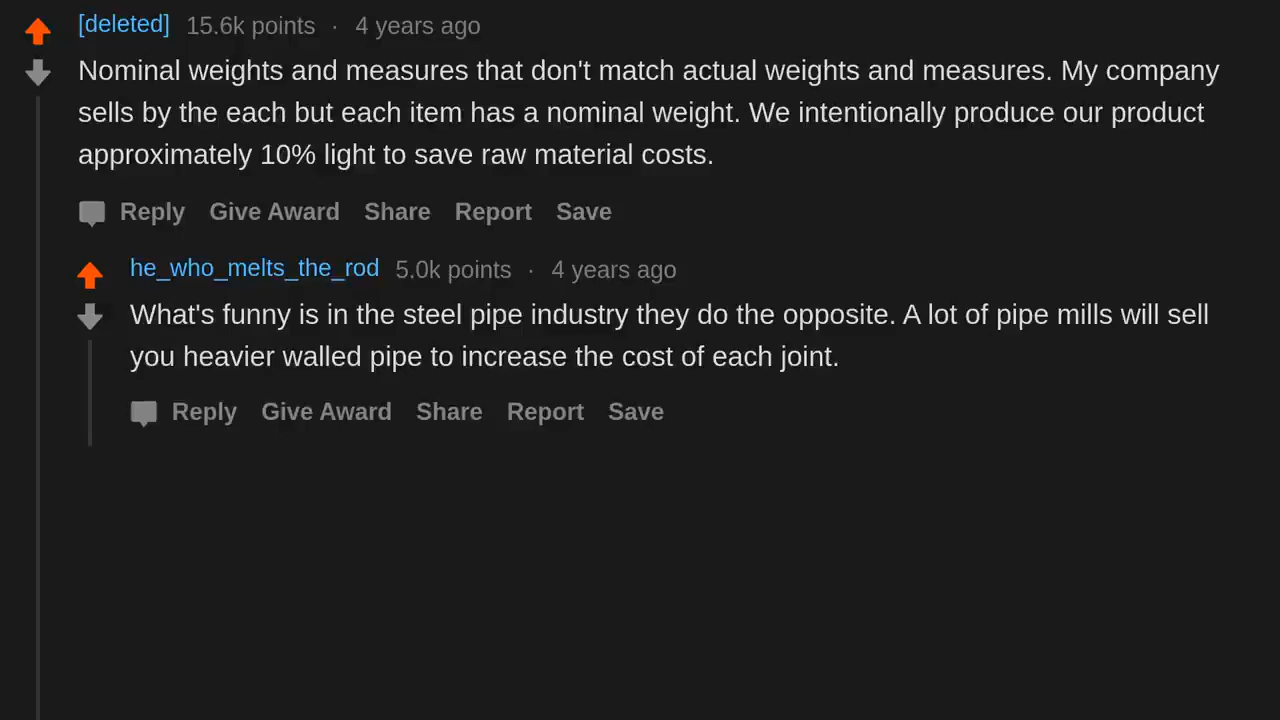 [deleted] 15.6k points · 4 years ago
Nominal weights and measures that don't match actual weights and measures. My company
sells by the each but each item has a nominal weight. We intentionally produce our product
approximately 10% light to save raw material costs.
Reply Give Award Share Report Save
he_who_melts_the_rod 5.0k points · 4 years ago
What's funny is in the steel pipe industry they do the opposite. A lot of pipe mills will sell
you heavier walled pipe to increase the cost of each joint.
Reply Give Award Share Report Save